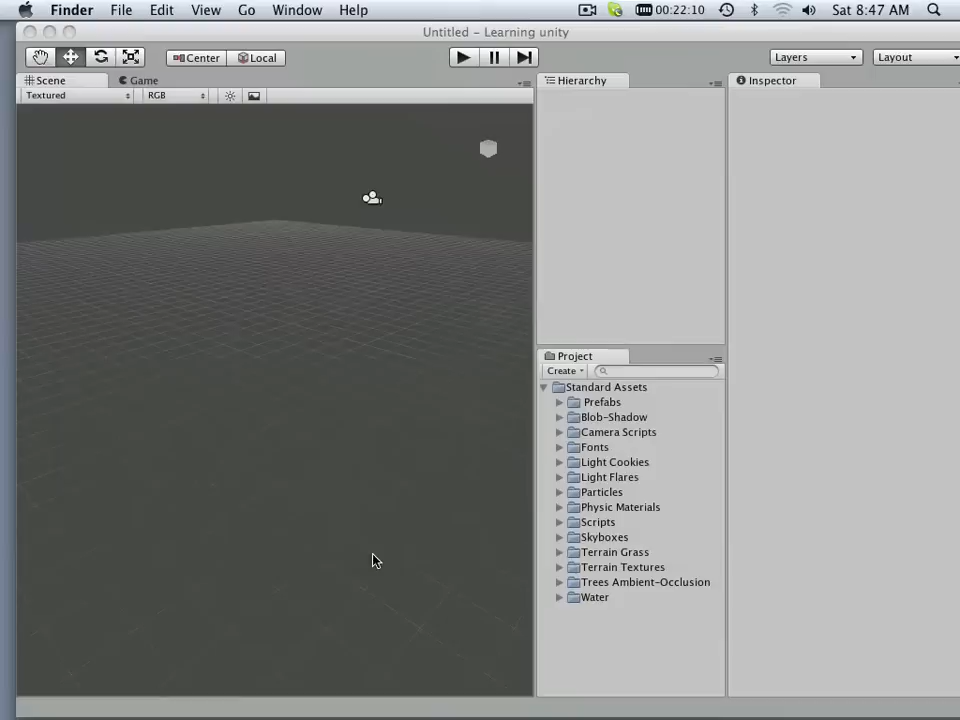 Finder File Edit View Go Window Help 00:22:10 Sat 8:47 AM
Untitled – Learning unity
Center Local Layers Layout
Scene Game Hierarchy Inspector
Textured RGB
Project
Create
Standard Assets
Prefabs
Blob-Shadow
Camera Scripts
Fonts
Light Cookies
Light Flares
Particles
Physic Materials
Scripts
Skyboxes
Terrain Grass
Terrain Textures
Trees Ambient-Occlusion
Water